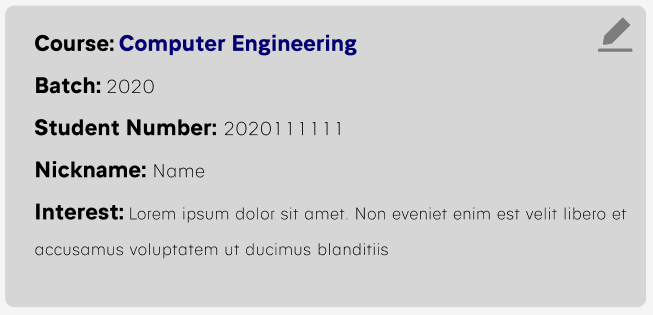 Course: Computer Engineering
Batch: 2020
Student Number: 2020111111
Nickname: Name
Interest: Lorem ipsum dolor sit amet. Non eveniet enim est velit libero et
accusamus voluptatem ut ducimus blanditiis